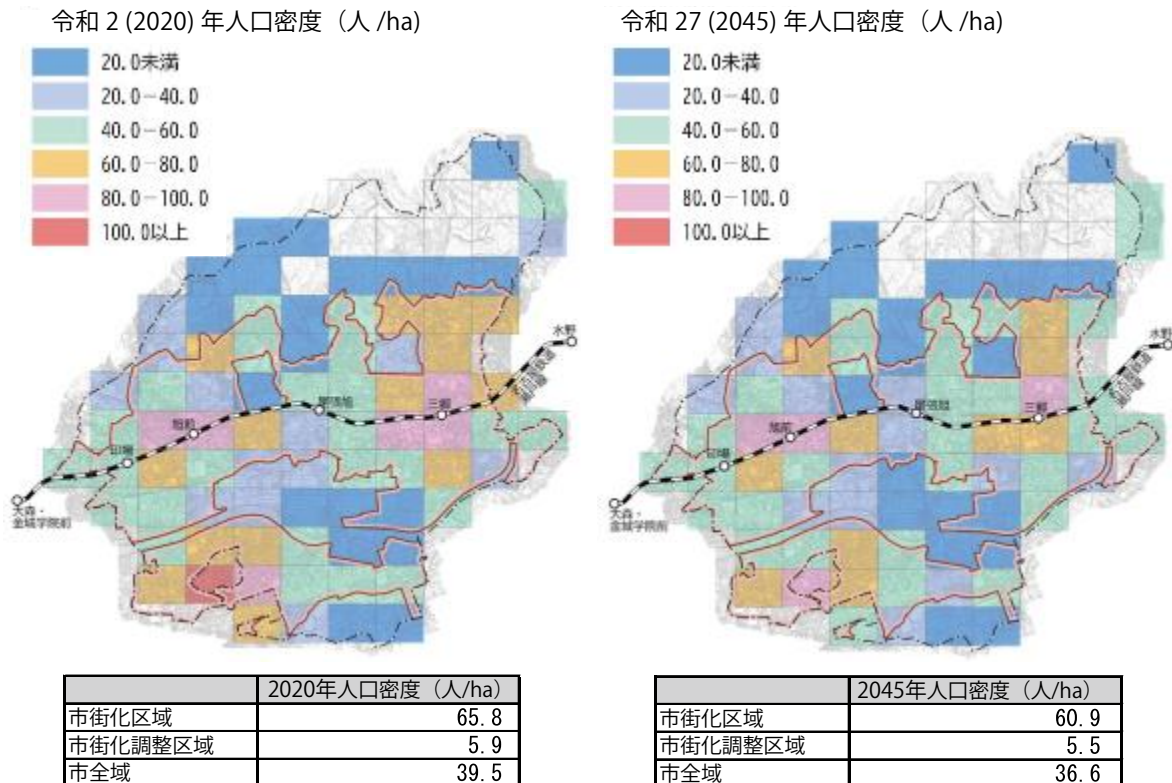 令和 2 (2020) 年人口密度（人 /ha)
20.0未満
20.0－40.0
40.0－60.0
60.0－80.0
80.0－100.0
100.0以上
水野
三郷
尾張旭
旭前
印場
大森・
金城学院前
2020年人口密度（人/ha）
市街化区域 65.8
市街化調整区域 5.9
市全域 39.5
令和 27 (2045) 年人口密度（人 /ha)
20.0未満
20.0－40.0
40.0－60.0
60.0－80.0
80.0－100.0
100.0以上
水野
三郷
尾張旭
旭前
印場
大森・
金城学院前
2045年人口密度（人/ha）
市街化区域 60.9
市街化調整区域 5.5
市全域 36.6